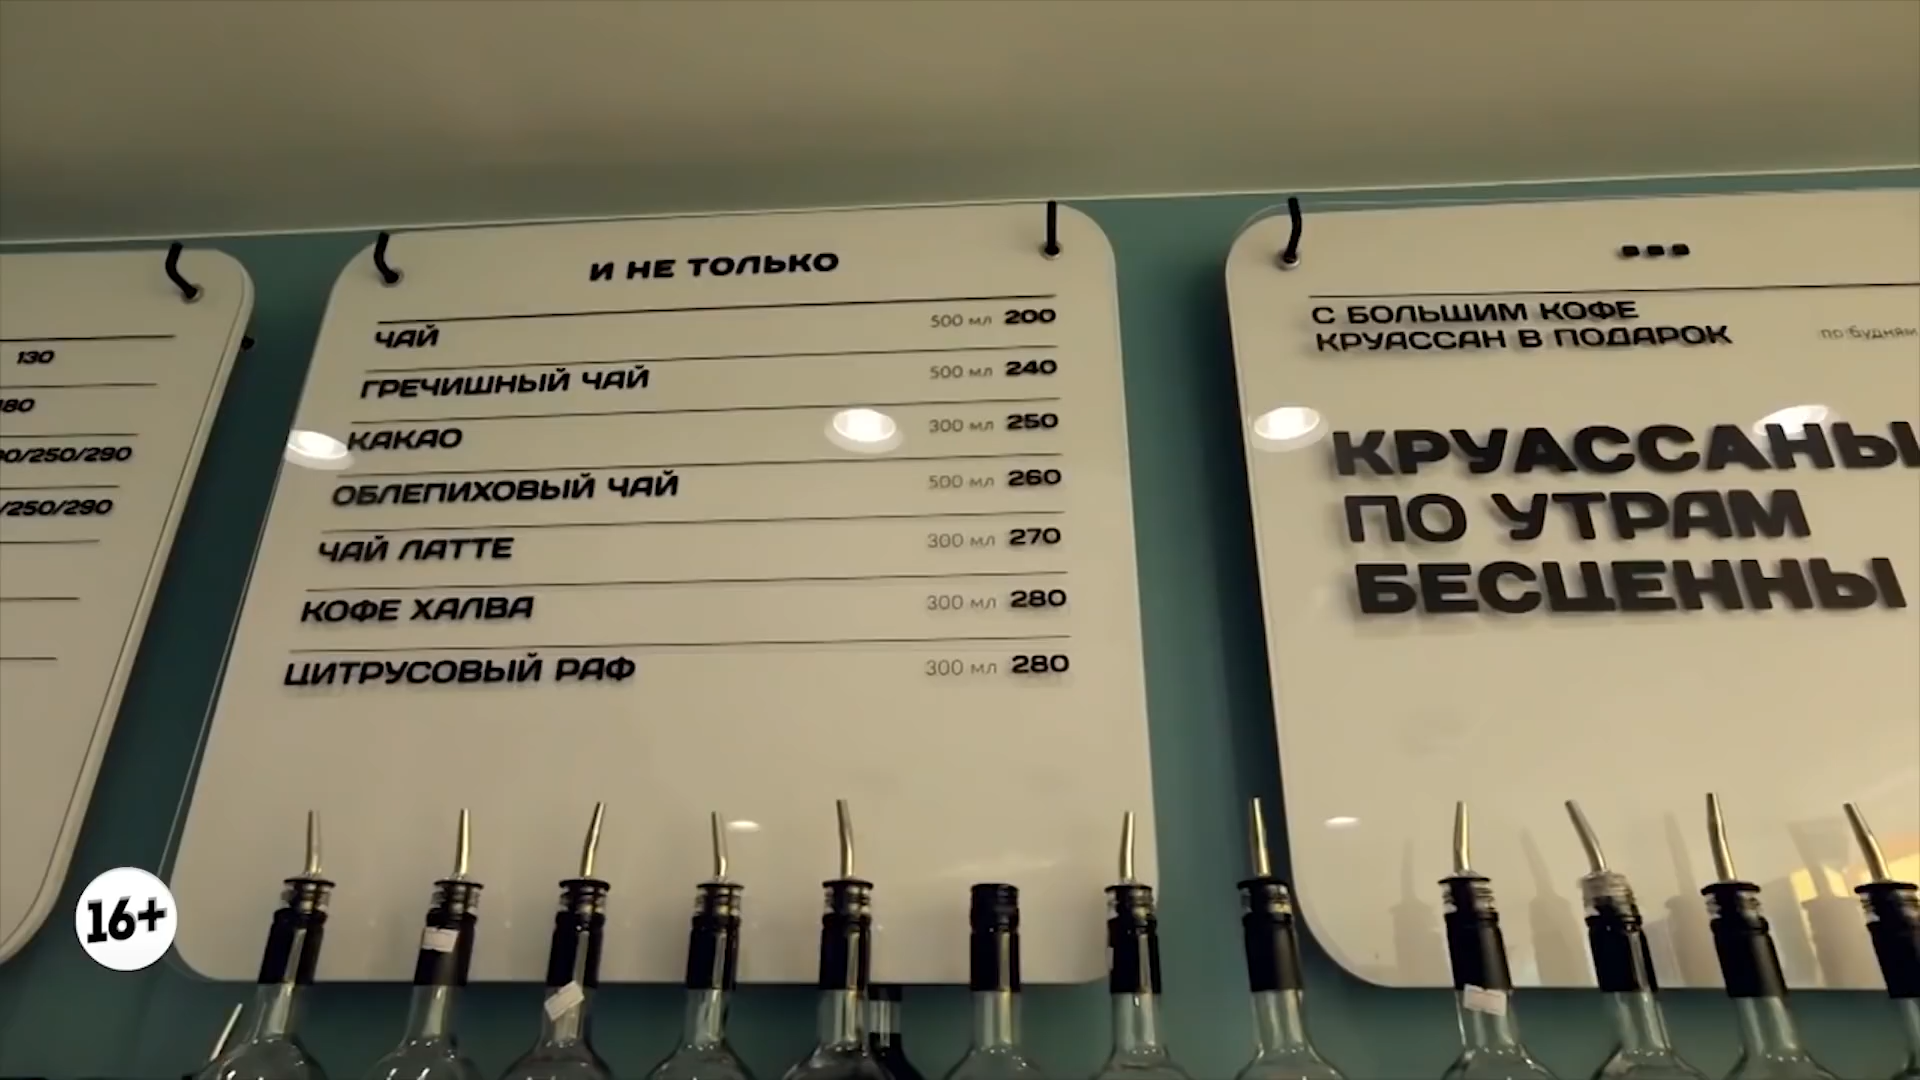 130
250/290
250/290
И НЕ ТОЛЬКО
ЧАЙ 500 мл 200
ГРЕЧИШНЫЙ ЧАЙ 500 мл 240
КАКАО 300 мл 250
ОБЛЕПИХОВЫЙ ЧАЙ 500 мл 260
ЧАЙ ЛАТТЕ 300 мл 270
КОФЕ ХАЛВА 300 мл 280
ЦИТРУСОВЫЙ РАФ 300 мл 280
...
С БОЛЬШИМ КОФЕ
КРУАССАН В ПОДАРОК по будням
КРУАССАНЫ
ПО УТРАМ
БЕСЦЕННЫ
16+